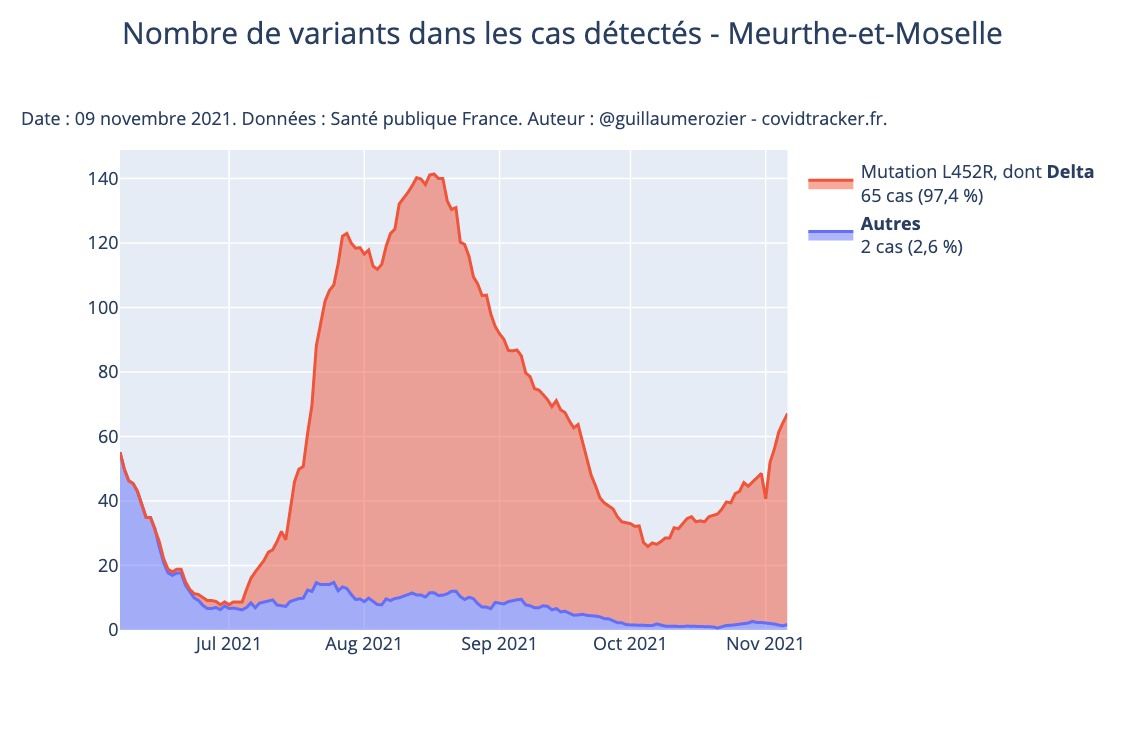 Nombre de variants dans les cas détectés - Meurthe-et-Moselle
Date : 09 novembre 2021. Données : Santé publique France. Auteur : @guillaumerozier - covidtracker.fr.
140
120
100
80
60
40
20
0
Jul 2021
Aug 2021
Sep 2021
Oct 2021
Nov 2021
Mutation L452R, dont Delta
65 cas (97,4 %)
Autres
2 cas (2,6 %)